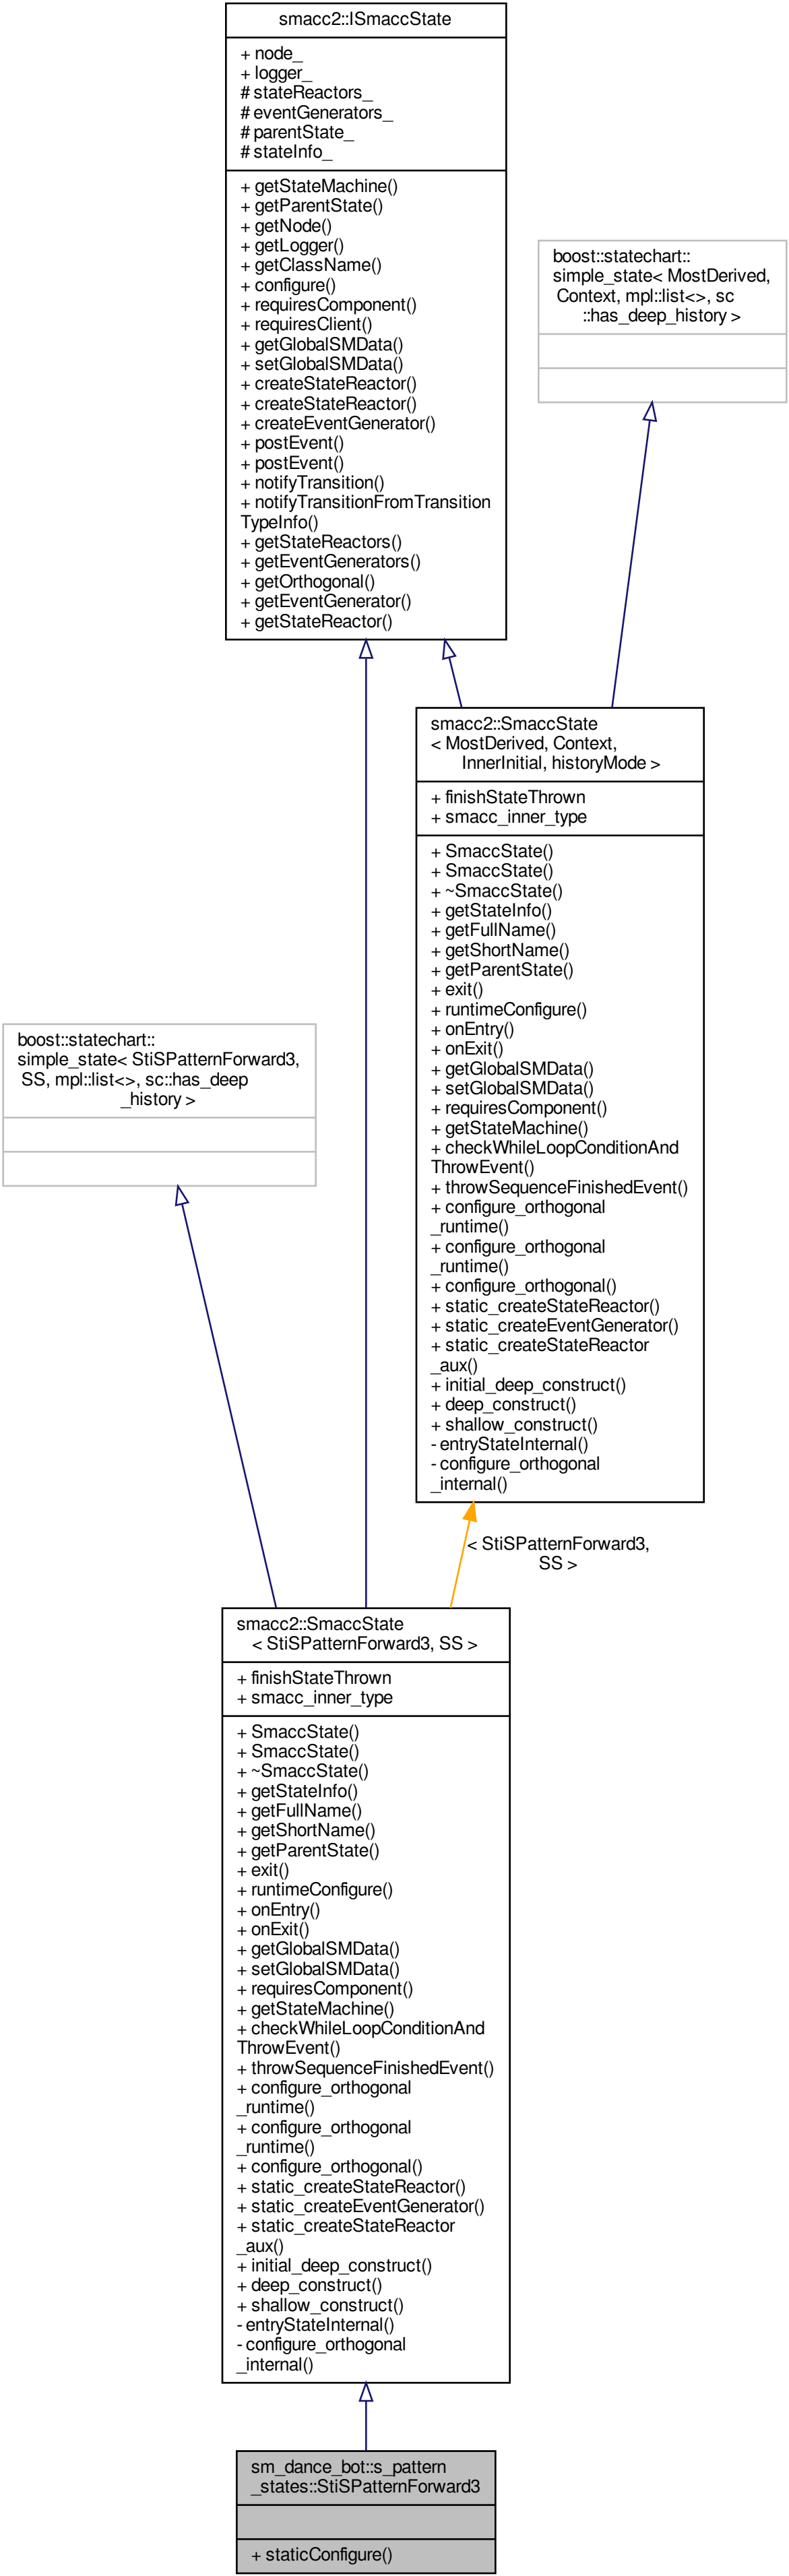 smacc2::ISmaccState
+ node_
+ logger_
# stateReactors_
# eventGenerators_
# parentState_
# stateInfo_
+ getStateMachine()
+ getParentState()
+ getNode()
+ getLogger()
+ getClassName()
+ configure()
+ requiresComponent()
+ requiresClient()
+ getGlobalSMData()
+ setGlobalSMData()
+ createStateReactor()
+ createStateReactor()
+ createEventGenerator()
+ postEvent()
+ postEvent()
+ notifyTransition()
+ notifyTransitionFromTransition
TypeInfo()
+ getStateReactors()
+ getEventGenerators()
+ getOrthogonal()
+ getEventGenerator()
+ getStateReactor()
boost::statechart::
simple_state< MostDerived,
Context, mpl::list<>, sc
::has_deep_history >
smacc2::SmaccState
< MostDerived, Context,
InnerInitial, historyMode >
+ finishStateThrown
+ smacc_inner_type
+ SmaccState()
+ SmaccState()
+ ~SmaccState()
+ getStateInfo()
+ getFullName()
+ getShortName()
+ getParentState()
+ exit()
+ runtimeConfigure()
+ onEntry()
+ onExit()
+ getGlobalSMData()
+ setGlobalSMData()
+ requiresComponent()
+ getStateMachine()
+ checkWhileLoopConditionAnd
ThrowEvent()
+ throwSequenceFinishedEvent()
+ configure_orthogonal
_runtime()
+ configure_orthogonal
_runtime()
+ configure_orthogonal()
+ static_createStateReactor()
+ static_createEventGenerator()
+ static_createStateReactor
_aux()
+ initial_deep_construct()
+ deep_construct()
+ shallow_construct()
- entryStateInternal()
- configure_orthogonal
_internal()
boost::statechart::
simple_state< StiSPatternForward3,
SS, mpl::list<>, sc::has_deep
_history >
< StiSPatternForward3,
SS >
smacc2::SmaccState
< StiSPatternForward3, SS >
+ finishStateThrown
+ smacc_inner_type
+ SmaccState()
+ SmaccState()
+ ~SmaccState()
+ getStateInfo()
+ getFullName()
+ getShortName()
+ getParentState()
+ exit()
+ runtimeConfigure()
+ onEntry()
+ onExit()
+ getGlobalSMData()
+ setGlobalSMData()
+ requiresComponent()
+ getStateMachine()
+ checkWhileLoopConditionAnd
ThrowEvent()
+ throwSequenceFinishedEvent()
+ configure_orthogonal
_runtime()
+ configure_orthogonal
_runtime()
+ configure_orthogonal()
+ static_createStateReactor()
+ static_createEventGenerator()
+ static_createStateReactor
_aux()
+ initial_deep_construct()
+ deep_construct()
+ shallow_construct()
- entryStateInternal()
- configure_orthogonal
_internal()
sm_dance_bot::s_pattern
_states::StiSPatternForward3
+ staticConfigure()